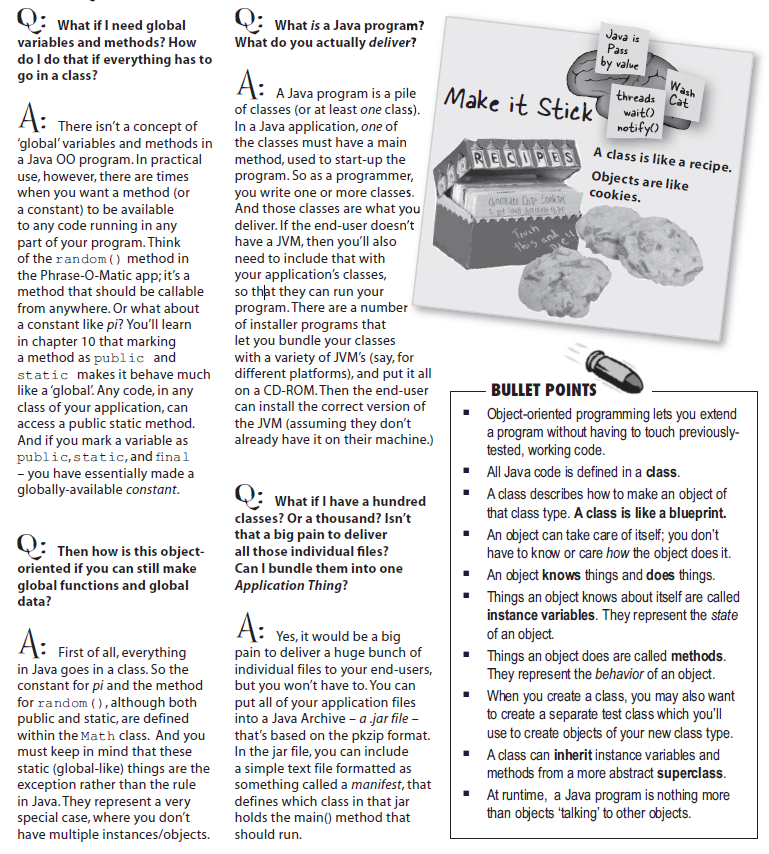 Q: What if I need global
variables and methods? How
do I do that if everything has to
go in a class?
A: There isn't a concept of
'global' variables and methods in
a Java OO program. In practical
use, however, there are times
when you want a method (or
a constant) to be available
to any code running in any
part of your program. Think
of the random() method in
the Phrase-O-Matic app; it's a
method that should be callable
from anywhere. Or what about
a constant like pi? You'll learn
in chapter 10 that marking
a method as public and
static makes it behave much
like a 'global'. Any code, in any
class of your application, can
access a public static method.
And if you mark a variable as
public, static, and final
– you have essentially made a
globally-available constant.
Q: Then how is this object-
oriented if you can still make
global functions and global
data?
A: First of all, everything
in Java goes in a class. So the
constant for pi and the method
for random(), although both
public and static, are defined
within the Math class. And you
must keep in mind that these
static (global-like) things are the
exception rather than the rule
in Java. They represent a very
special case, where you don't
have multiple instances/objects.
Q: What is a Java program?
What do you actually deliver?
A: A Java program is a pile
of classes (or at least one class).
In a Java application, one of
the classes must have a main
method, used to start-up the
program. So as a programmer,
you write one or more classes.
And those classes are what you
deliver. If the end-user doesn't
have a JVM, then you'll also
need to include that with
your application's classes,
so that they can run your
program. There are a number
of installer programs that
let you bundle your classes
with a variety of JVM's (say, for
different platforms), and put it all
on a CD-ROM. Then the end-user
can install the correct version of
the JVM (assuming they don't
already have it on their machine.)
Q: What if I have a hundred
classes? Or a thousand? Isn't
that a big pain to deliver
all those individual files?
Can I bundle them into one
Application Thing?
A: Yes, it would be a big
pain to deliver a huge bunch of
individual files to your end-users,
but you won't have to. You can
put all of your application files
into a Java Archive – a .jar file –
that's based on the pkzip format.
In the jar file, you can include
a simple text file formatted as
something called a manifest, that
defines which class in that jar
holds the main() method that
should run.
Java is
Pass
by value
Wash
Cat
threads
wait()
notify()
Make it Stick
RECIPES
Chocolate Chip Cookies
Touch
this and
A class is like a recipe.
Objects are like
cookies.
BULLET POINTS
▪ Object-oriented programming lets you extend
a program without having to touch previously-
tested, working code.
▪ All Java code is defined in a class.
▪ A class describes how to make an object of
that class type. A class is like a blueprint.
▪ An object can take care of itself; you don't
have to know or care how the object does it.
▪ An object knows things and does things.
▪ Things an object knows about itself are called
instance variables. They represent the state
of an object.
▪ Things an object does are called methods.
They represent the behavior of an object.
▪ When you create a class, you may also want
to create a separate test class which you'll
use to create objects of your new class type.
▪ A class can inherit instance variables and
methods from a more abstract superclass.
▪ At runtime, a Java program is nothing more
than objects 'talking' to other objects.